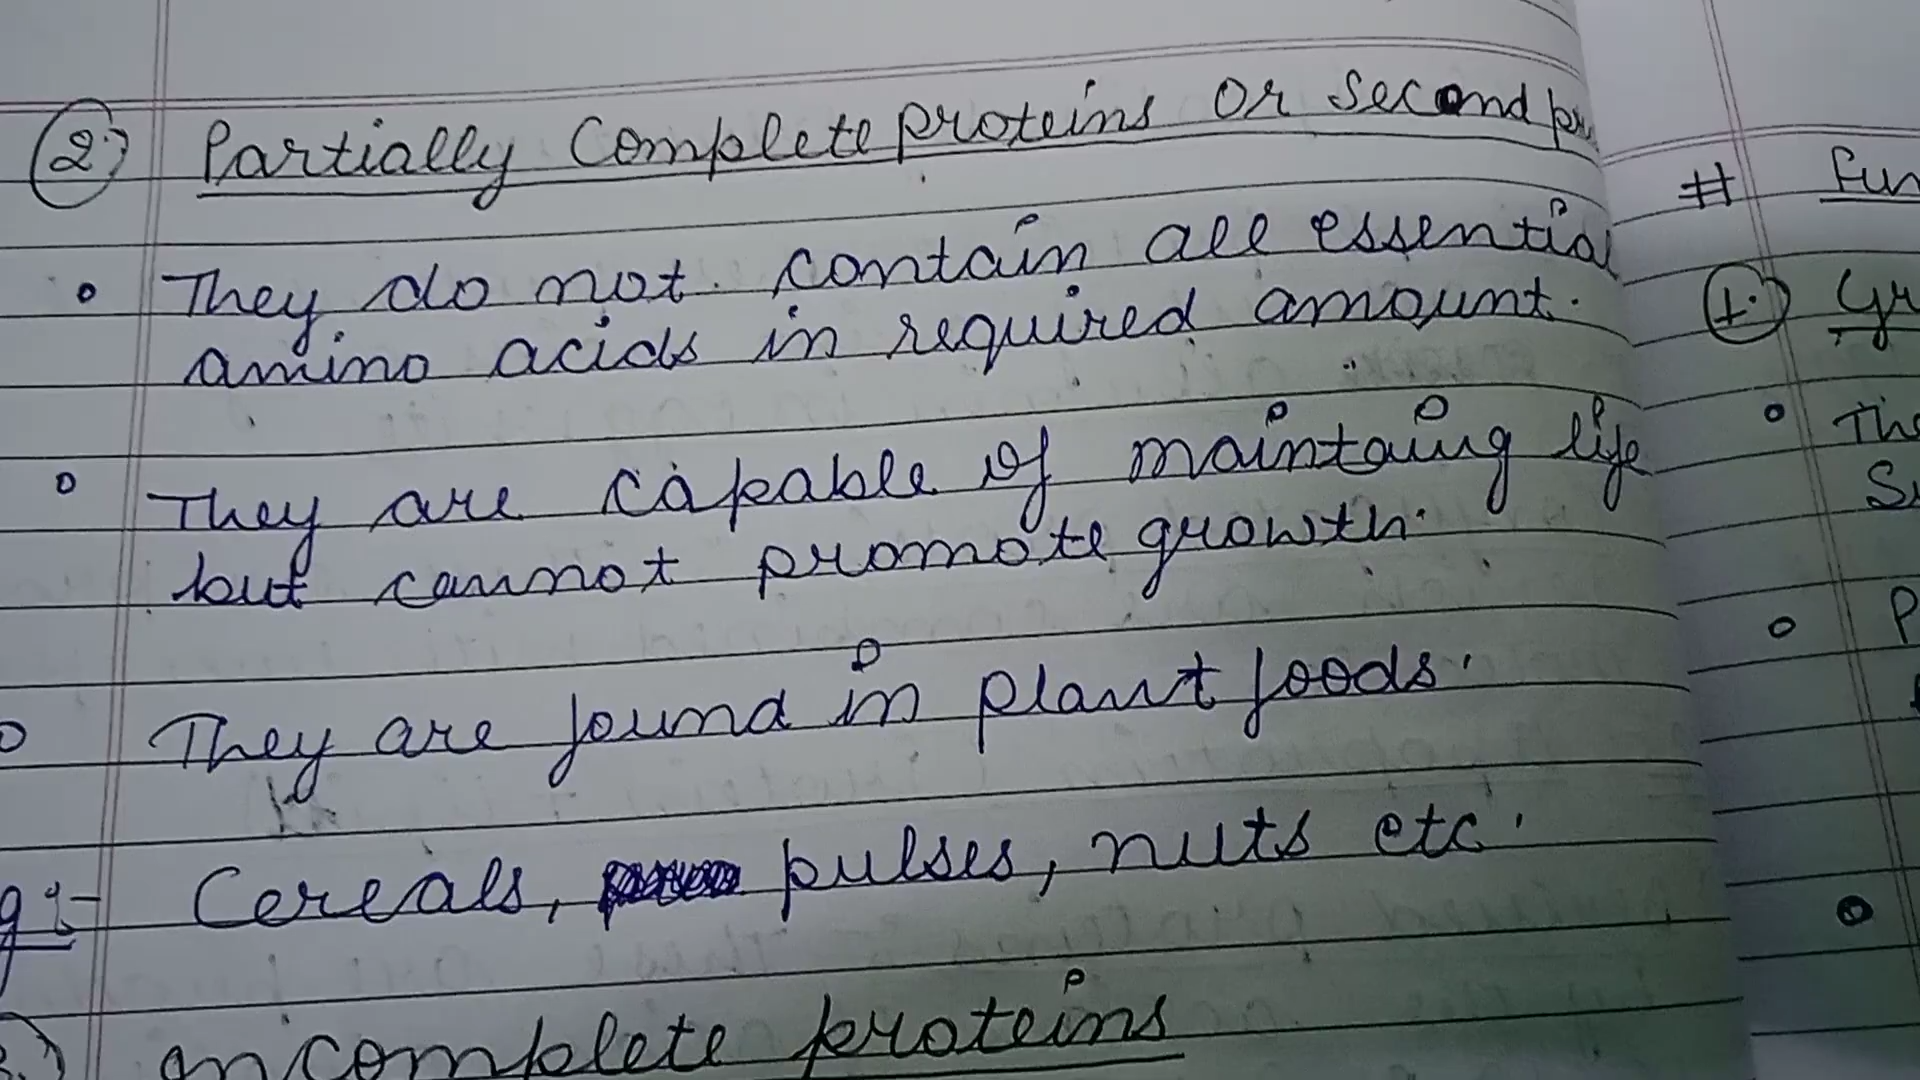 2.) Partially Complete proteins or Second
They do not contain all essential
amino acids in required amount.
They are capable of maintaing life
but cannot promote growth.
They are found in plant foods.
Cereals, pulses, nuts etc.
Incomplete proteins
#
1.